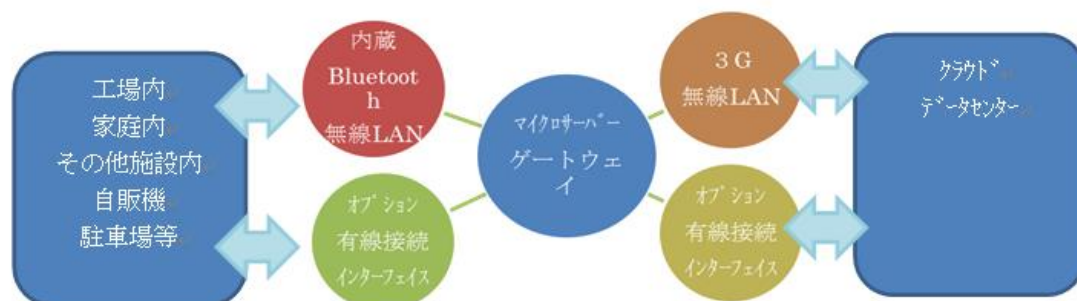 工場内
家庭内
その他施設内
自販機
駐車場等
内蔵
Bluetoot
h
無線LAN
オプション
有線接続
インターフェイス
マイクロサーバー
ゲートウェ
イ
3G
無線LAN
オプション
有線接続
インターフェイス
クラウド
データセンター